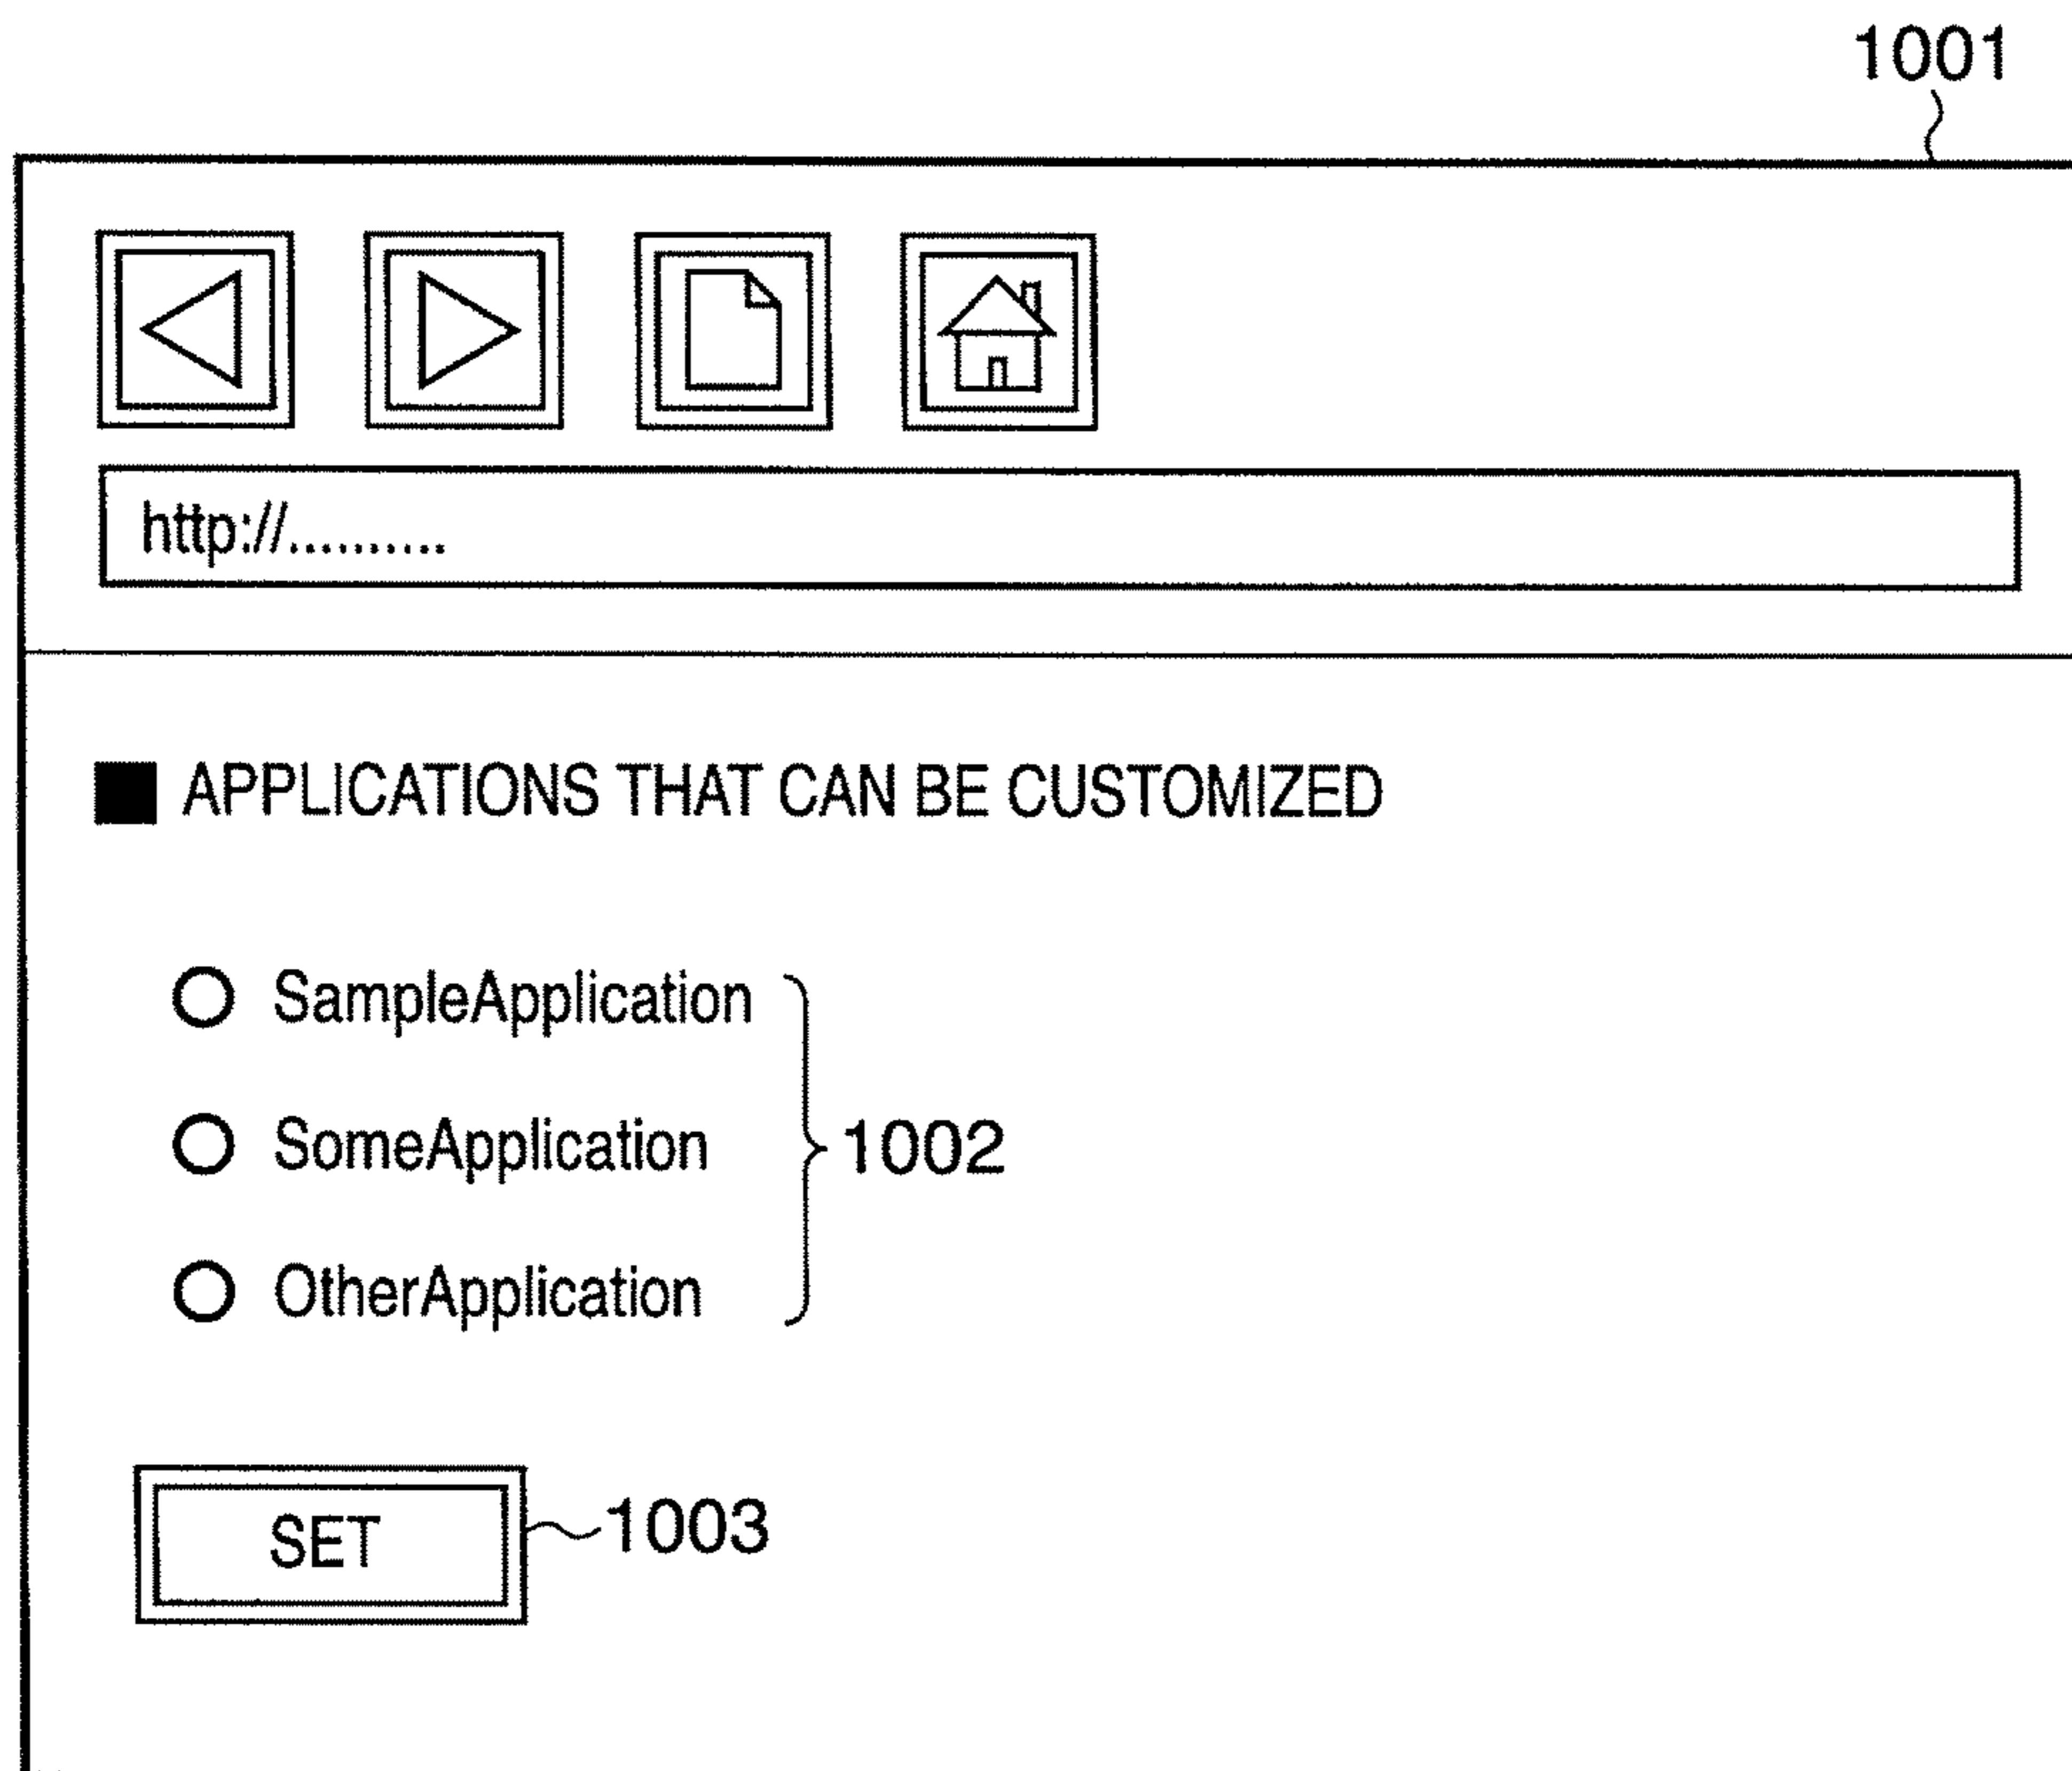 1001
http://..........
APPLICATIONS THAT CAN BE CUSTOMIZED
SampleApplication
SomeApplication
1002
OtherApplication
SET
1003